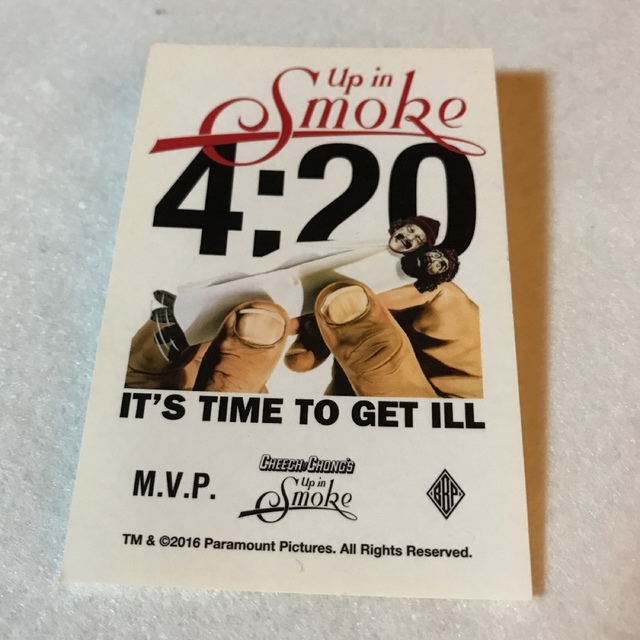 Up in
Smoke
4:20
IT'S TIME TO GET ILL
M.V.P.
CHEECH & CHONG'S
Up in
Smoke
BBP
TM & ©2016 Paramount Pictures. All Rights Reserved.